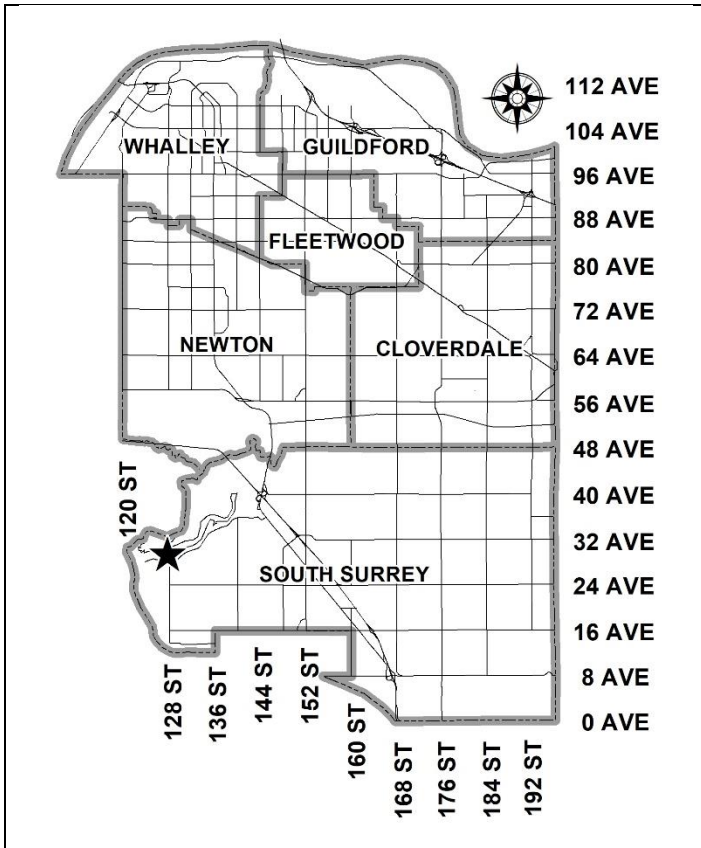 112 AVE
104 AVE
WHALLEY
GUILDFORD
96 AVE
88 AVE
FLEETWOOD
80 AVE
72 AVE
NEWTON
CLOVERDALE
64 AVE
56 AVE
48 AVE
120 ST
40 AVE
32 AVE
SOUTH SURREY
24 AVE
16 AVE
128 ST
136 ST
144 ST
152 ST
8 AVE
160 ST
168 ST
0 AVE
176 ST
184 ST
192 ST